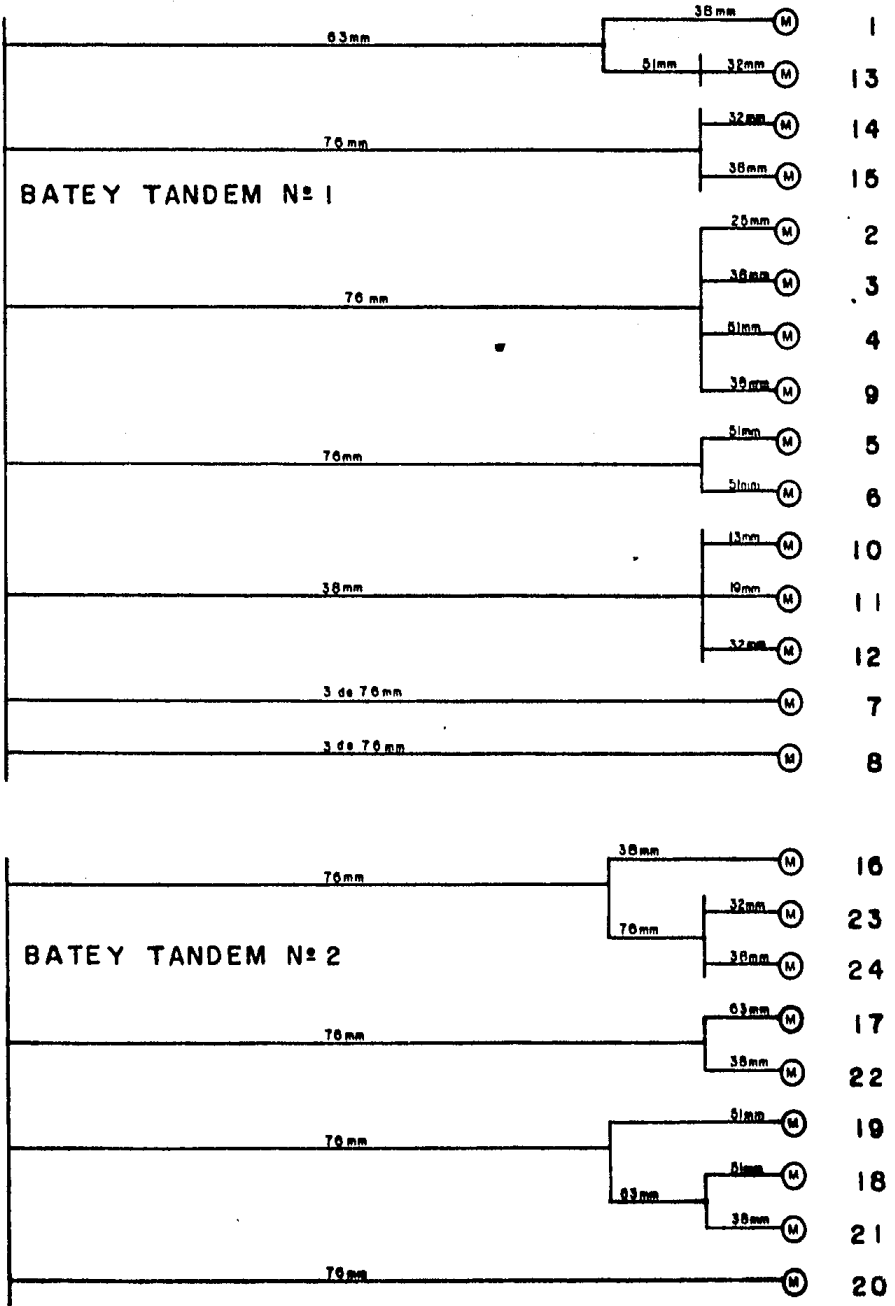 38mm M 1
63mm
51mm 32mm M 13
32mm M 14
76mm
38mm M 15
BATEY TANDEM Nº 1
25mm M 2
38mm M 3
76 mm
51mm M 4
38mm M 9
51mm M 5
76mm
51mm M 6
13mm M 10
38mm 19mm M 11
32mm M 12
3 de 76mm M 7
3 de 76mm M 8
38mm M 16
76mm
32mm M 23
76mm
BATEY TANDEM Nº 2
38mm M 24
63mm M 17
76mm
38mm M 22
51mm M 19
76mm
51mm M 18
63mm
38mm M 21
76mm M 20